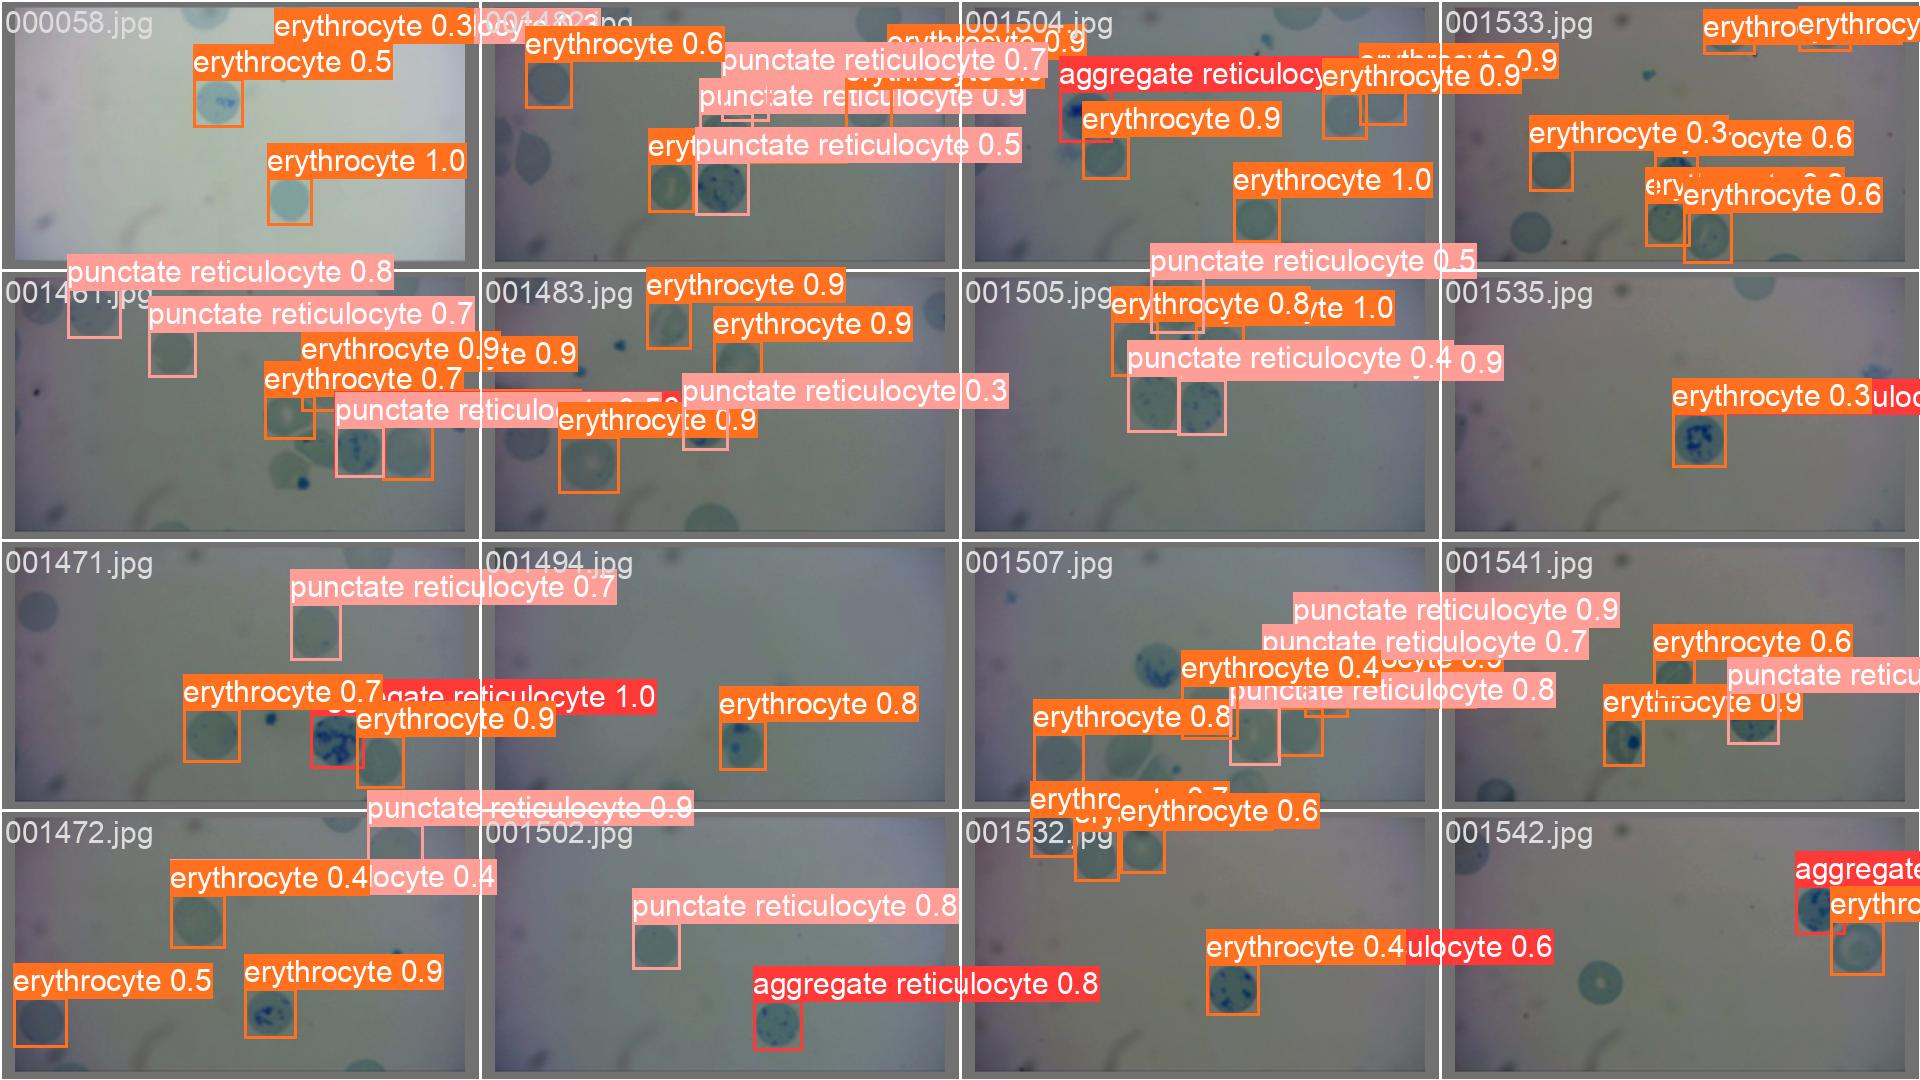 000058.jpg
erythrocyte 0.3
erythrocyte 0.5
erythrocyte 1.0
erythrocyte 0.6
erythrocyte 0.9
punctate reticulocyte 0.7
punctate reticulocyte 0.9
punctate reticulocyte 0.5
001504.jpg
erythrocyte 0.9
aggregate reticulocy
erythrocyte 0.9
erythrocyte 0.9
erythrocyte 1.0
001533.jpg
erythro
erythrocy
erythrocyte 0.3
ocyte 0.6
ery
erythrocyte 0.6
001461.jpg
punctate reticulocyte 0.8
punctate reticulocyte 0.7
erythrocyte 0.9
te 0.9
erythrocyte 0.7
punctate reticulo
001483.jpg
erythrocyte 0.9
erythrocyte 0.9
punctate reticulocyte 0.3
erythrocyte 0.9
001505.jpg
punctate reticulocyte 0.5
erythrocyte 0.8
te 1.0
punctate reticulocyte 0.4
0.9
001535.jpg
erythrocyte 0.3
uloc
001471.jpg
punctate reticulocyte 0.7
erythrocyte 0.7
gate reticulocyte 1.0
erythrocyte 0.9
001494.jpg
erythrocyte 0.8
001507.jpg
punctate reticulocyte 0.9
punctate reticulocyte 0.7
erythrocyte 0.4
punctate reticulocyte 0.8
erythrocyte 0.8
001541.jpg
erythrocyte 0.6
punctate reticu
erythrocyte 0.9
001472.jpg
punctate reticulocyte 0.9
erythrocyte 0.4
locyte 0.4
erythrocyte 0.5
erythrocyte 0.9
001502.jpg
punctate reticulocyte 0.8
aggregate reticulocyte 0.8
001532.jpg
erythrocyte 0.6
erythrocyte 0.4
ulocyte 0.6
001542.jpg
aggregate
erythro